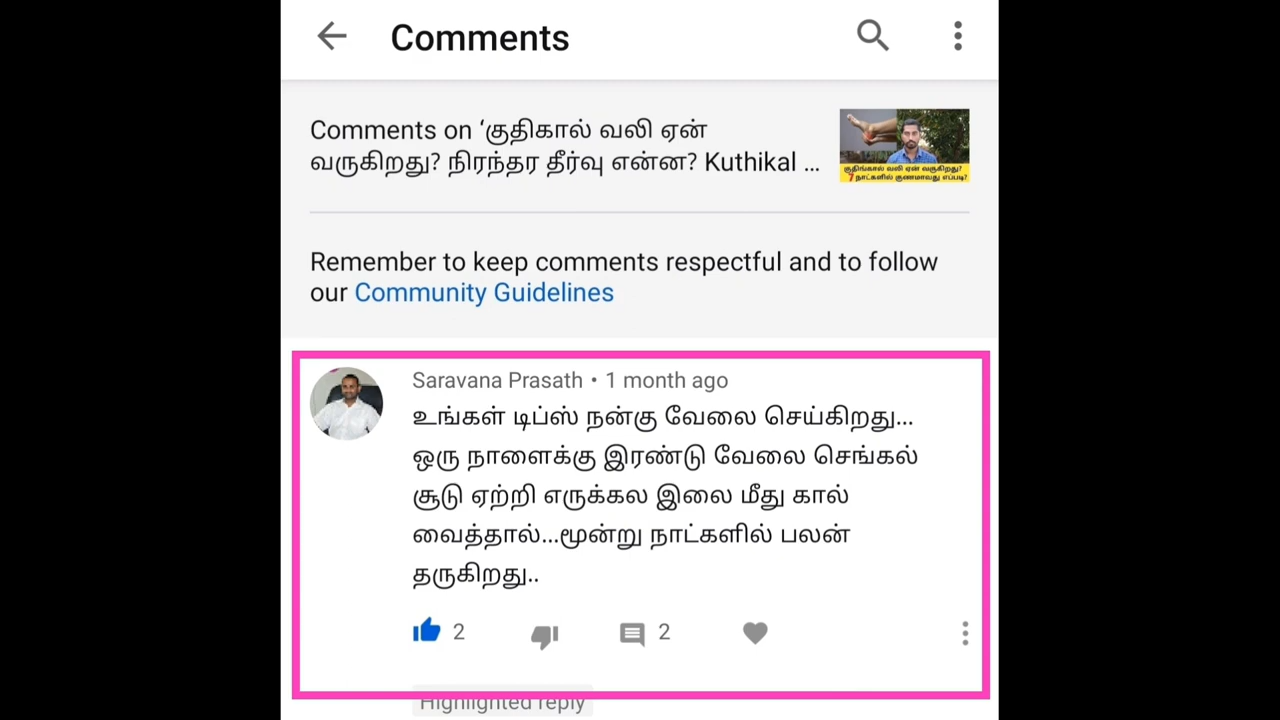 Comments
Comments on ‘குதிகால் வலி ஏன்
வருகிறது? நிரந்தர தீர்வு என்ன? Kuthikal ...
குதிங்கால் வலி ஏன் வருகிறது?
7 நாட்களில் குணமாவது எப்படி?
Remember to keep comments respectful and to follow
our Community Guidelines
Saravana Prasath • 1 month ago
உங்கள் டிப்ஸ் நன்கு வேலை செய்கிறது...
ஒரு நாளைக்கு இரண்டு வேலை செங்கல்
சூடு ஏற்றி எருக்கல இலை மீது கால்
வைத்தால்...மூன்று நாட்களில் பலன்
தருகிறது..
2 2
Highlighted reply